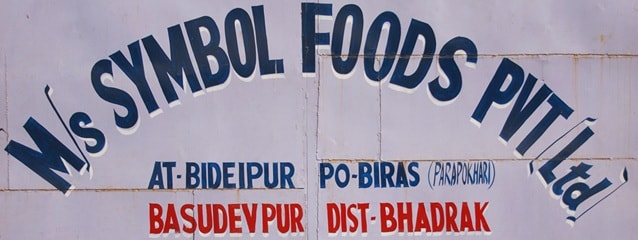 M/s SYMBOL FOODS PVT (Ltd)
AT-BIDEIPUR PO-BIRAS (PARAPOKHARI)
BASUDEVPUR DIST-BHADRAK